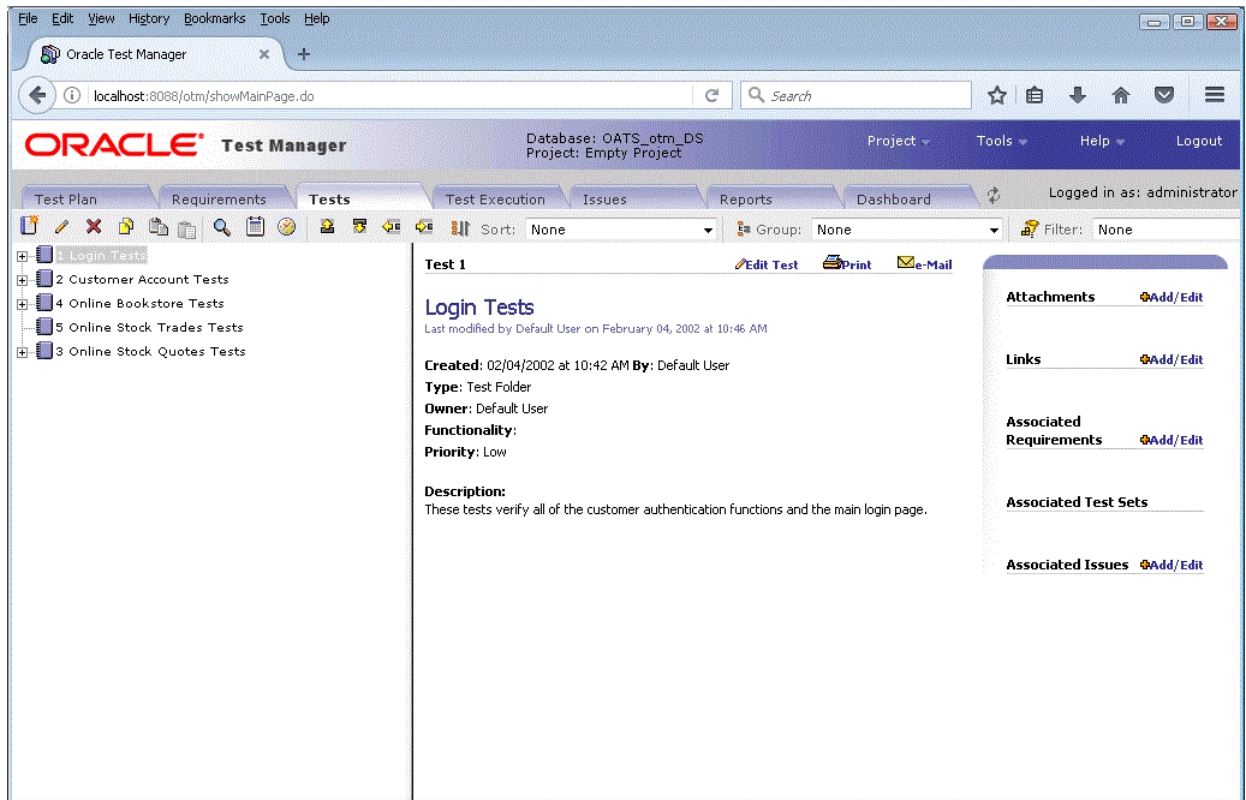 File Edit View History Bookmarks Tools Help
Oracle Test Manager
localhost:8088/otm/showMainPage.do
Search
ORACLE Test Manager
Database: OATS_otm_DS
Project: Empty Project
Project Tools Help Logout
Test Plan Requirements Tests Test Execution Issues Reports Dashboard
Logged in as: administrator
Sort: None Group: None Filter: None
1 Login Tests
2 Customer Account Tests
4 Online Bookstore Tests
5 Online Stock Trades Tests
3 Online Stock Quotes Tests
Test 1 Edit Test Print e-Mail
Login Tests
Last modified by Default User on February 04, 2002 at 10:46 AM
Created: 02/04/2002 at 10:42 AM By: Default User
Type: Test Folder
Owner: Default User
Functionality:
Priority: Low
Description:
These tests verify all of the customer authentication functions and the main login page.
Attachments Add/Edit
Links Add/Edit
Associated
Requirements Add/Edit
Associated Test Sets
Associated Issues Add/Edit